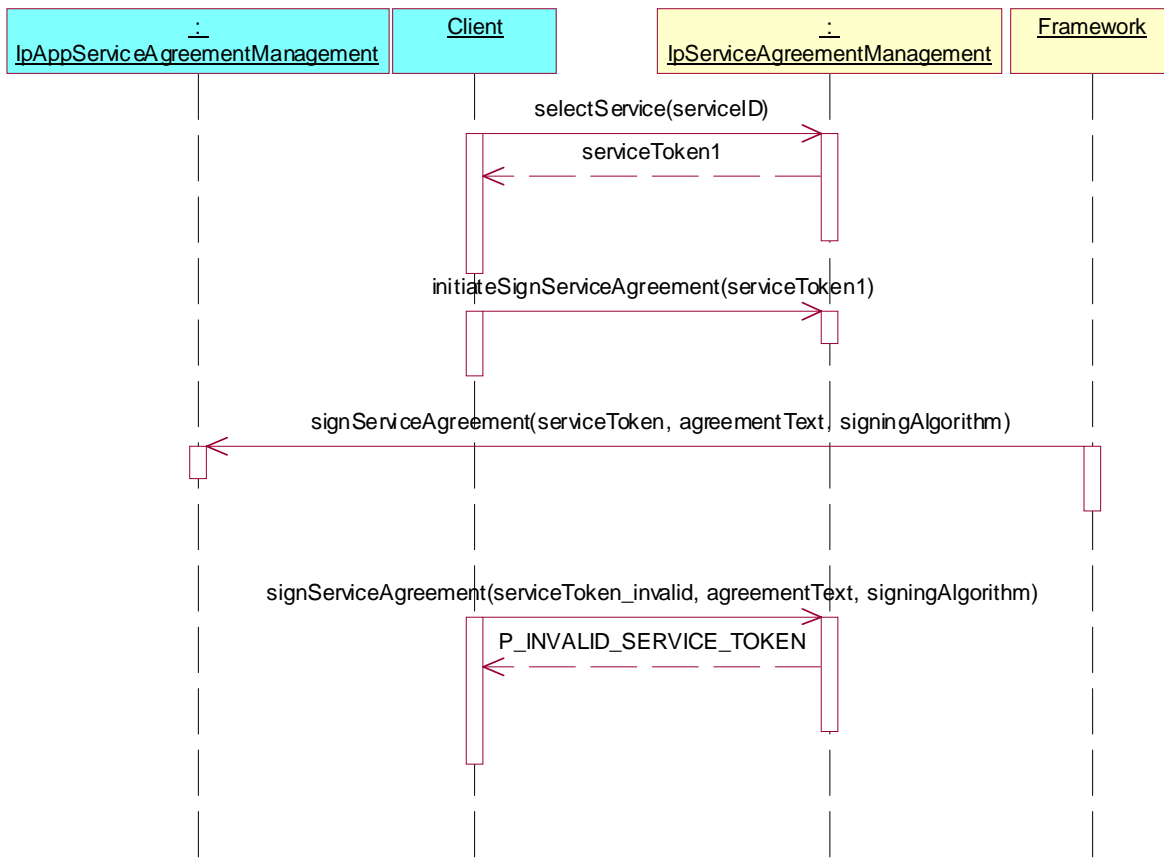 :
IpAppServiceAgreementManagement
Client
:
IpServiceAgreementManagement
Framework
selectService(serviceID)
serviceToken1
initiateSignServiceAgreement(serviceToken1)
signServiceAgreement(serviceToken, agreementText, signingAlgorithm)
signServiceAgreement(serviceToken_invalid, agreementText, signingAlgorithm)
P_INVALID_SERVICE_TOKEN